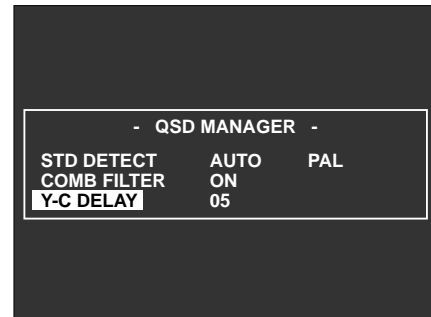 - QSD MANAGER -
STD DETECT AUTO PAL
COMB FILTER ON
Y-C DELAY 05